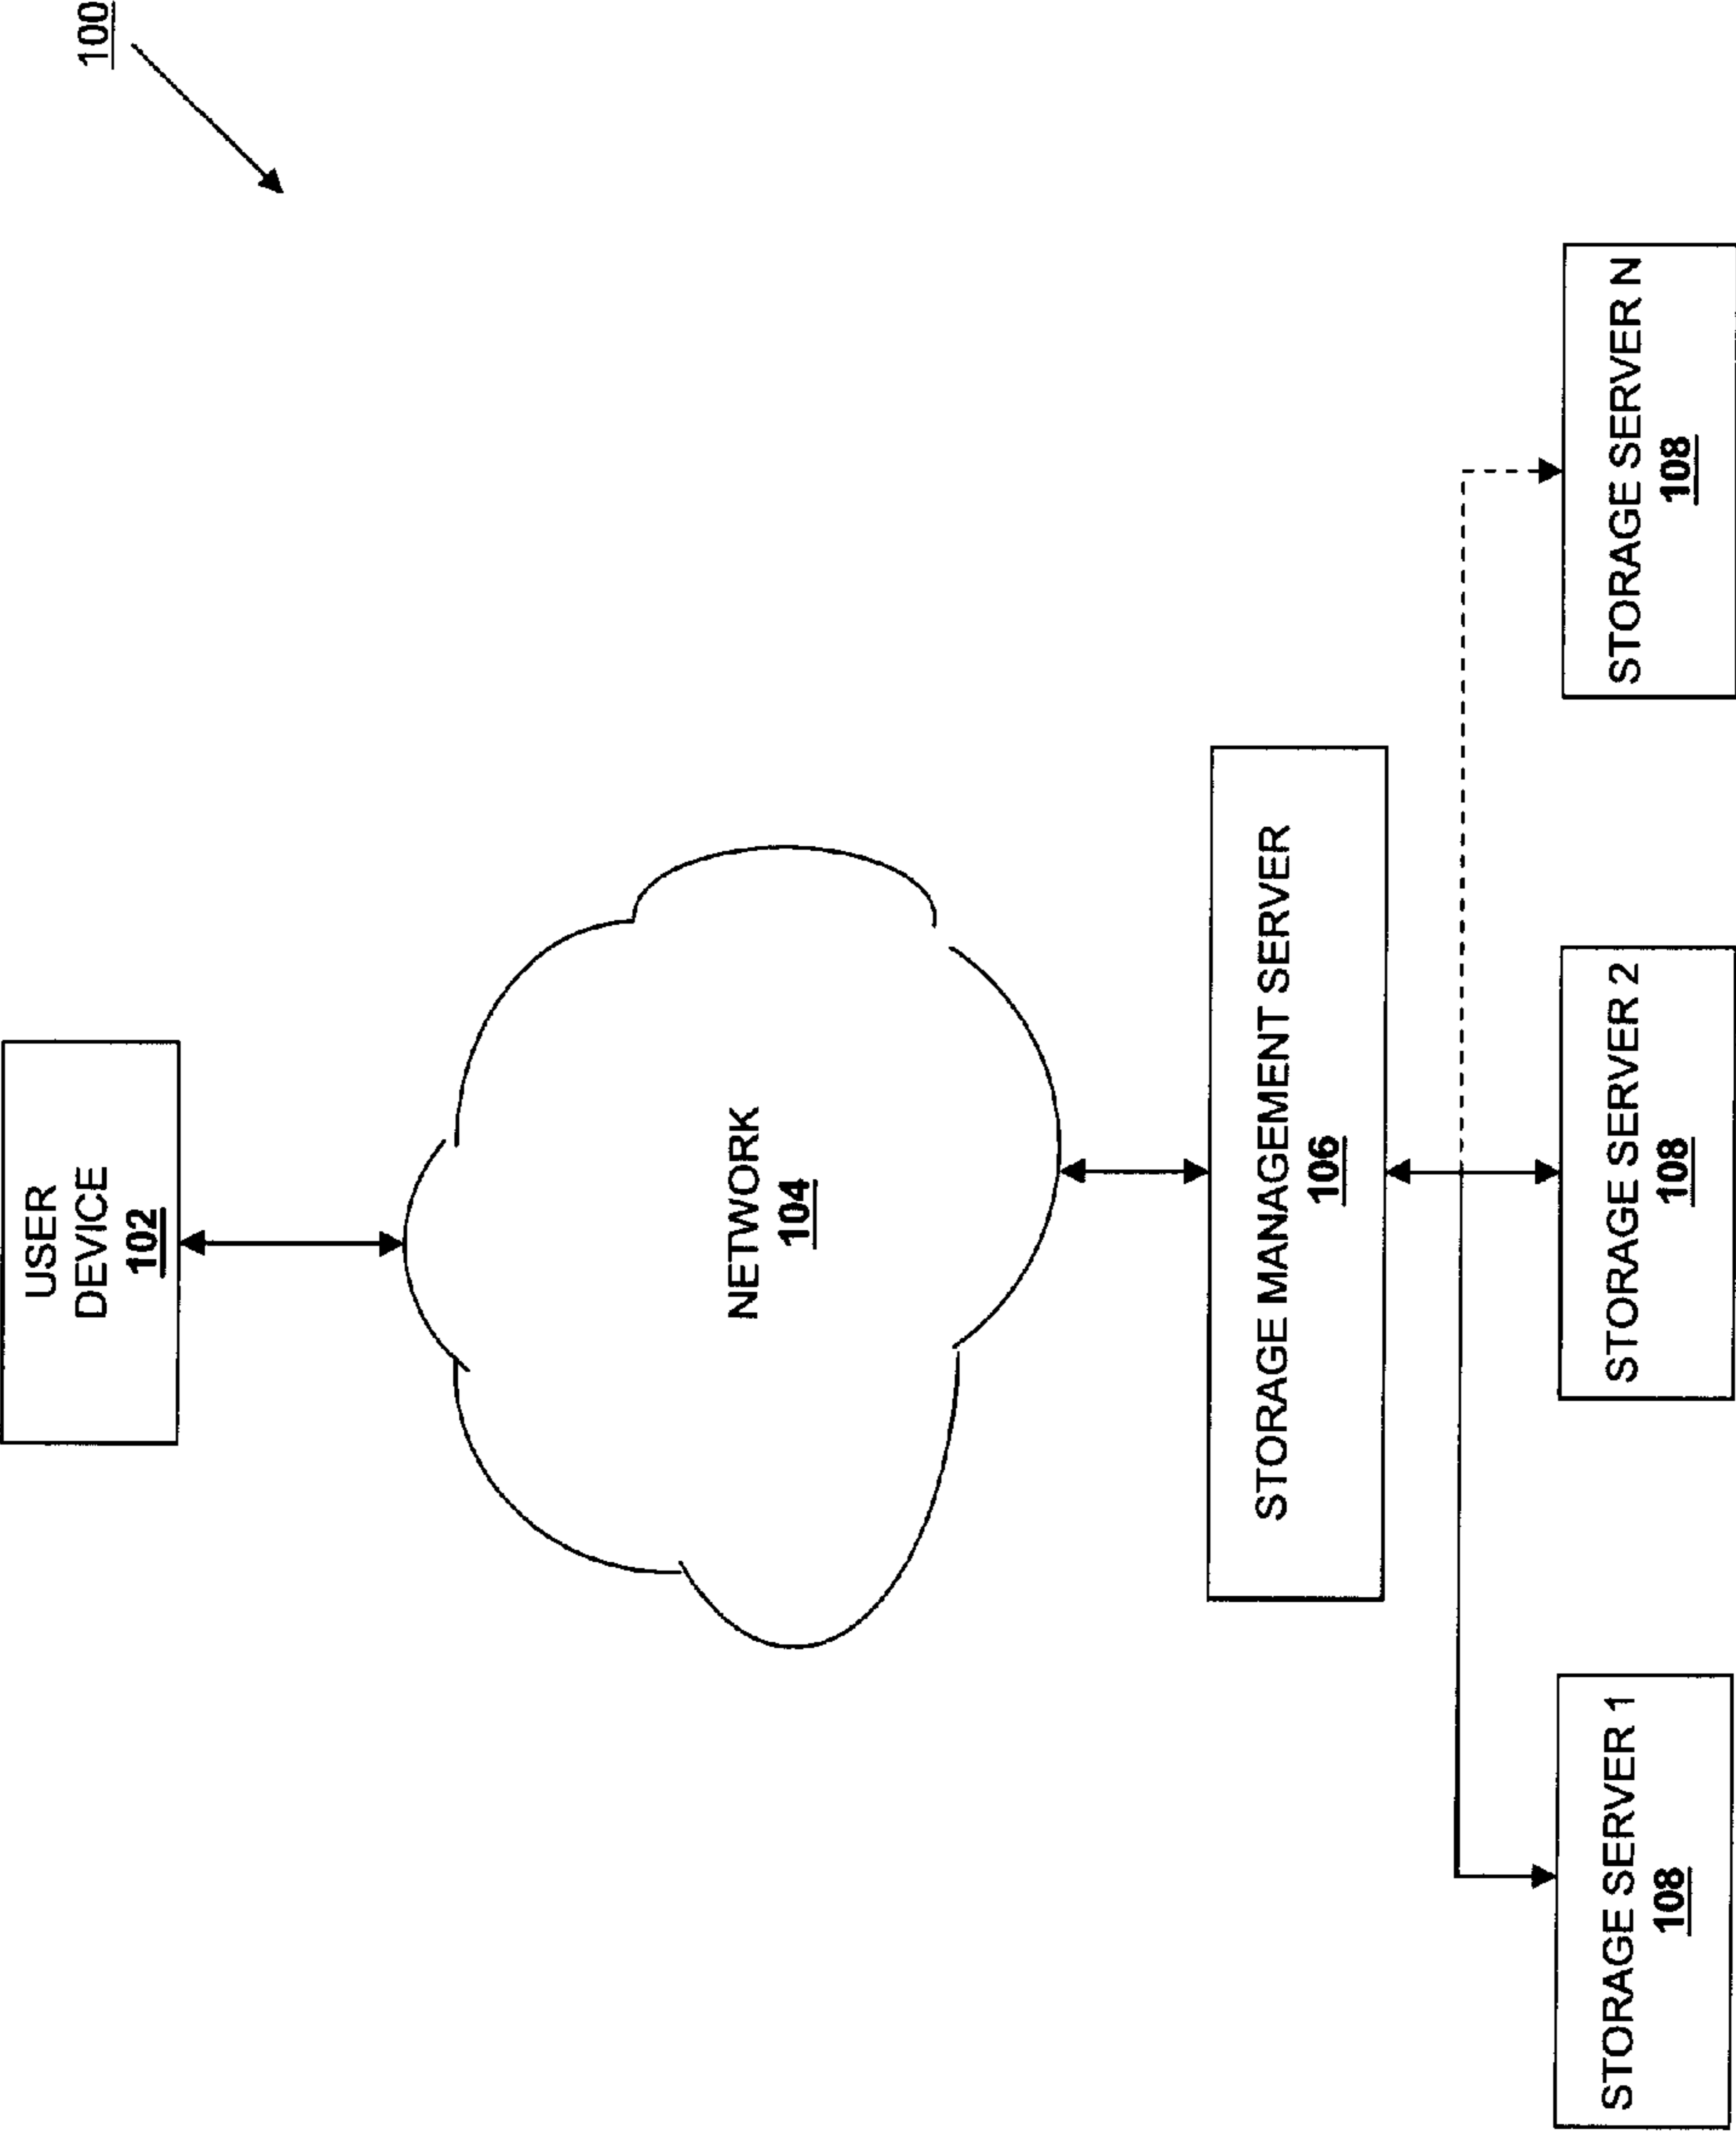 100
USER
DEVICE
102
NETWORK
104
STORAGE MANAGEMENT SERVER
106
STORAGE SERVER 1
108
STORAGE SERVER 2
108
STORAGE SERVER N
108